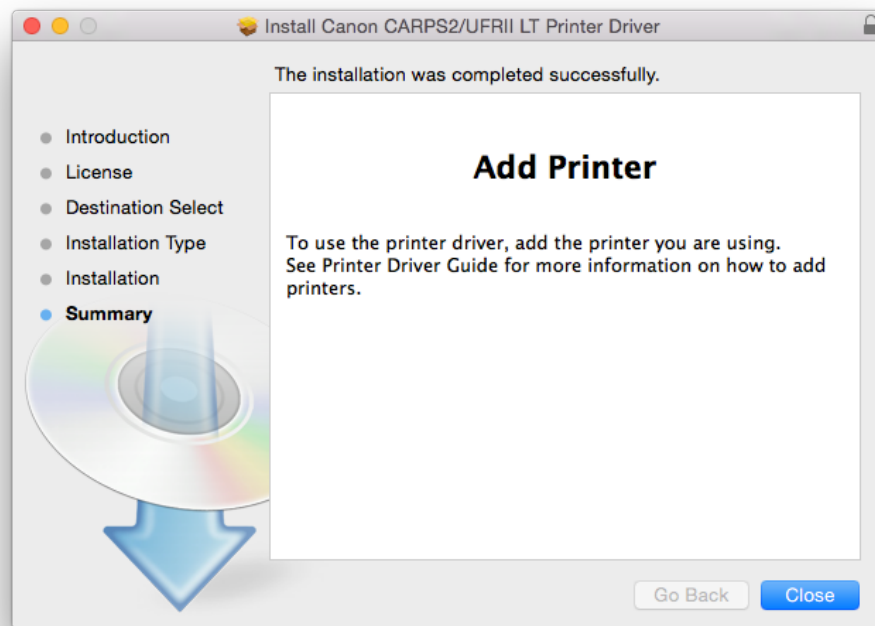 Install Canon CARPS2/UFRII LT Printer Driver
The installation was completed successfully.
Introduction
License
Destination Select
Installation Type
Installation
Summary
Add Printer
To use the printer driver, add the printer you are using.
See Printer Driver Guide for more information on how to add
printers.
Go Back
Close